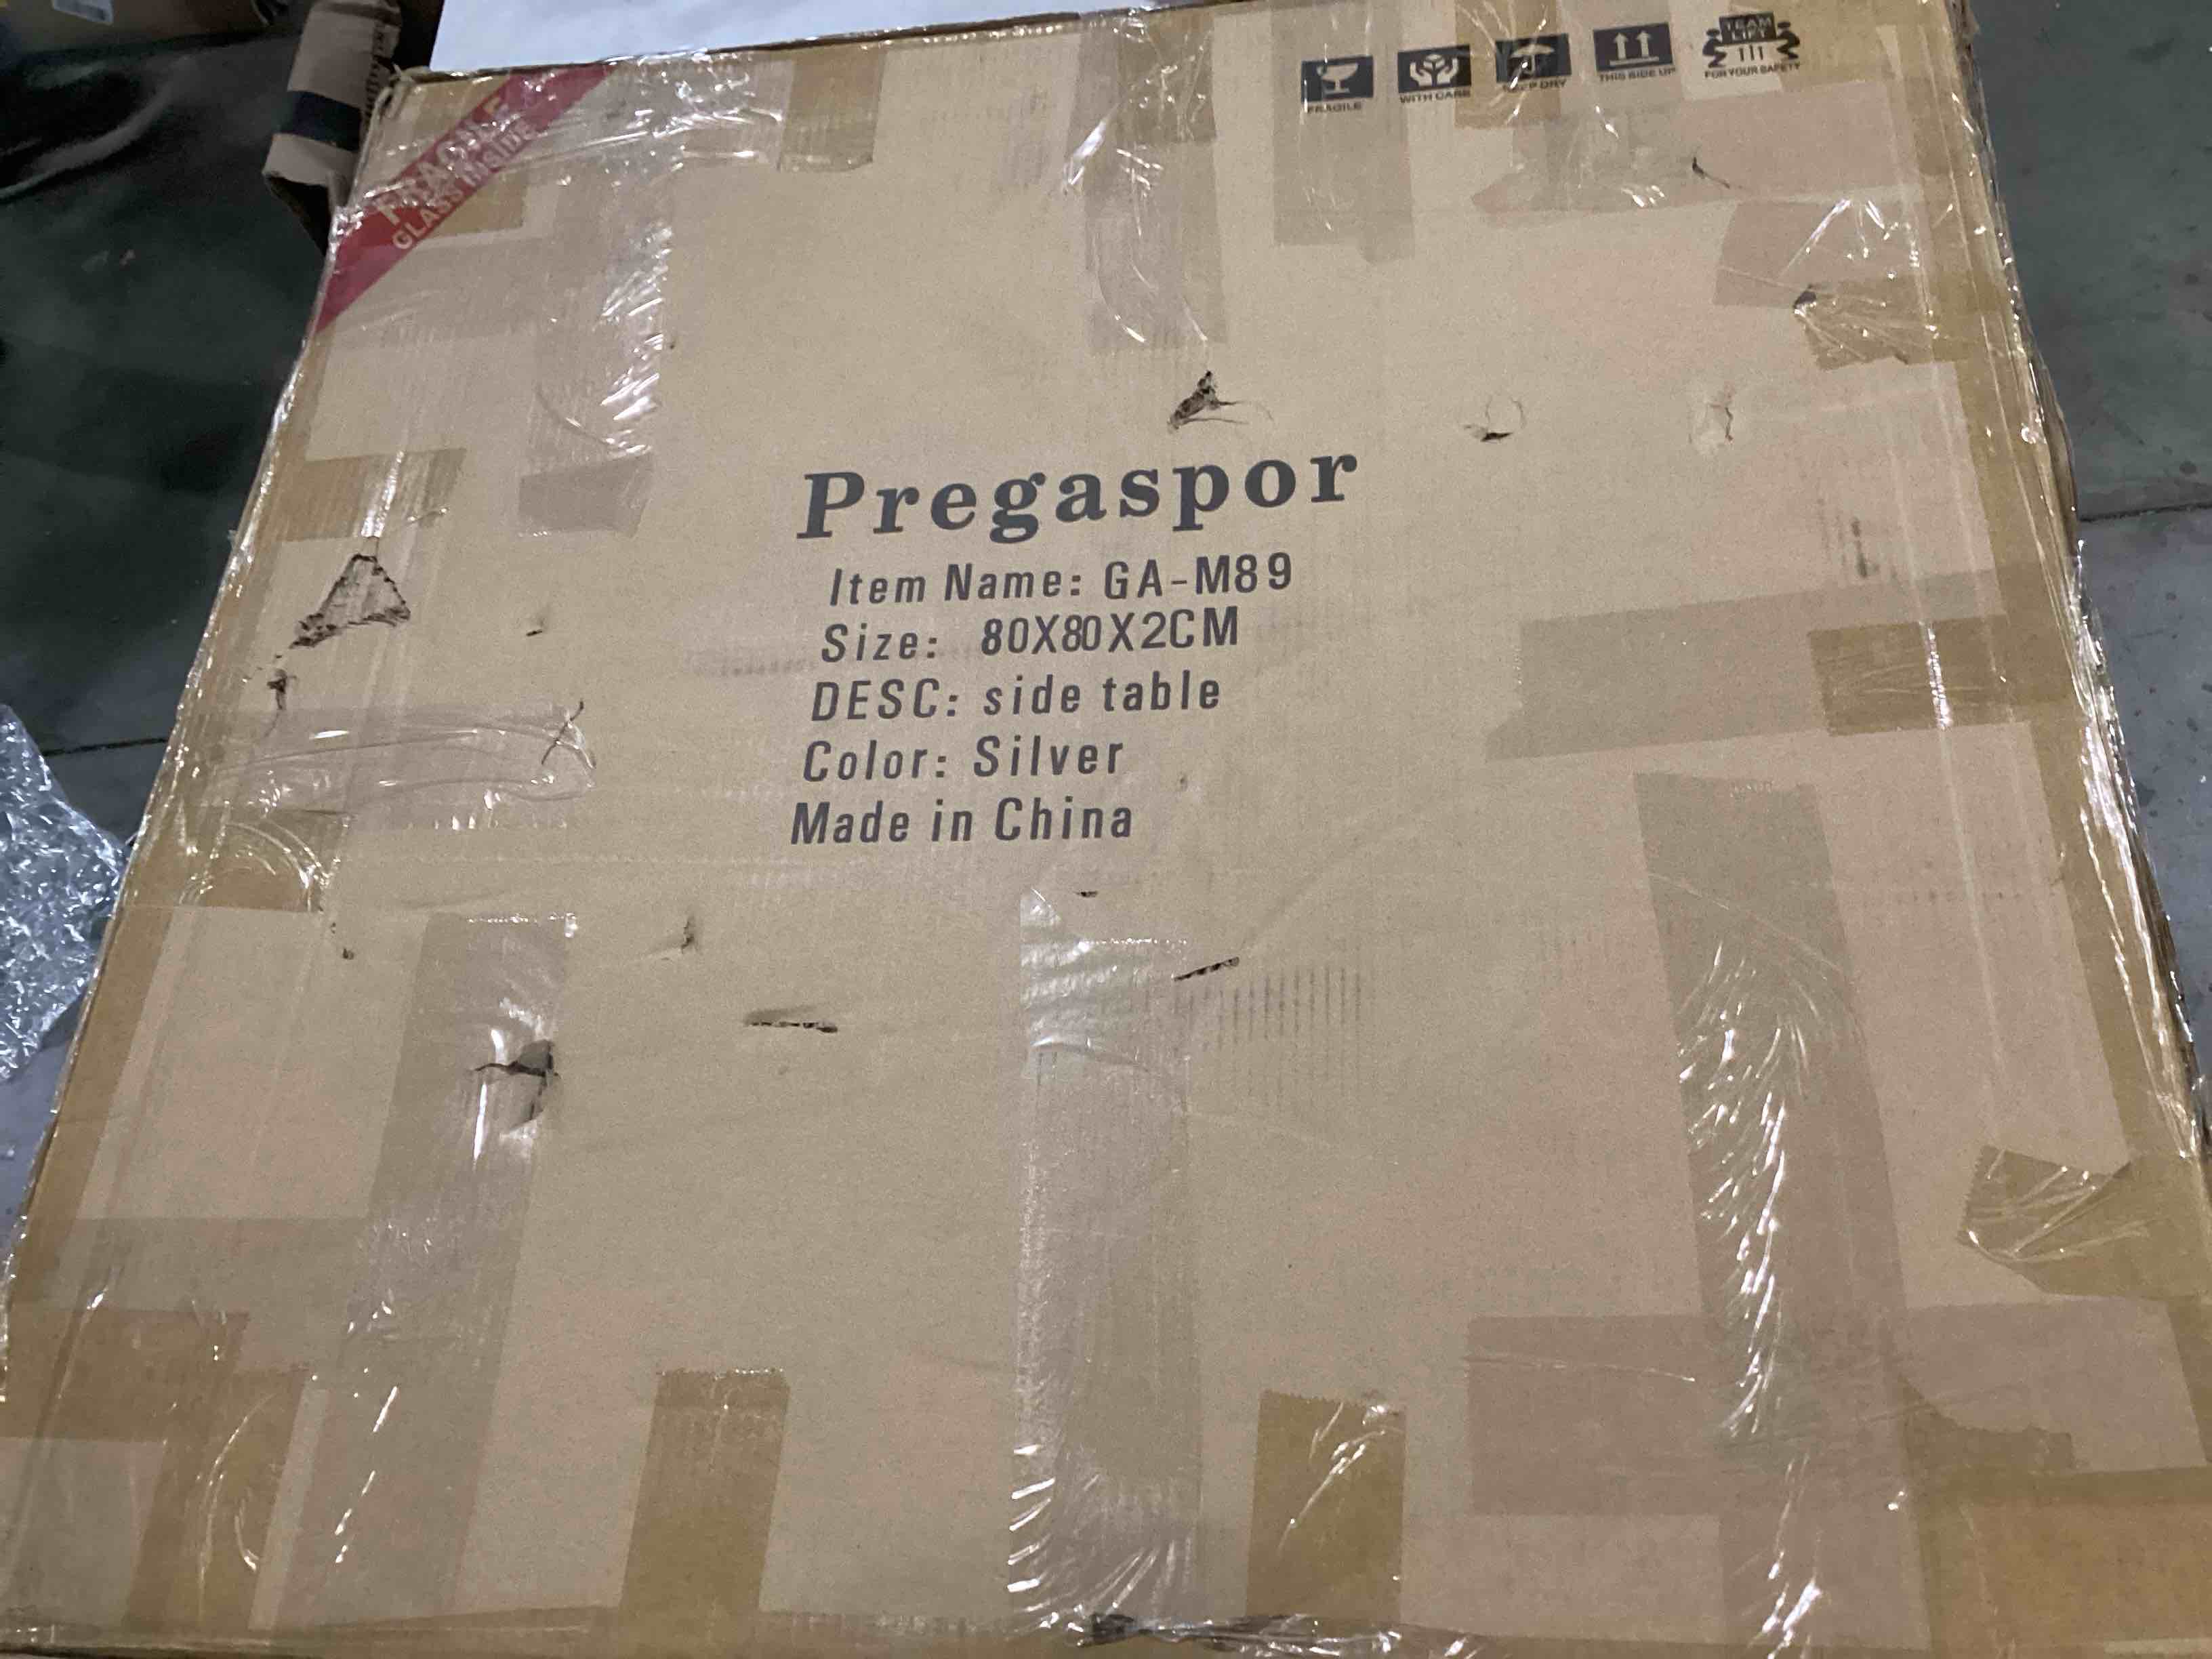 FRAGILE
GLASS INSIDE
FRAGILE
WITH CARE
KEEP DRY
THIS SIDE UP
TEAM
LIFT
FOR YOUR SAFETY
Pregaspor
Item Name: GA-M89
Size: 80X80X2CM
DESC: side table
Color: Silver
Made in China